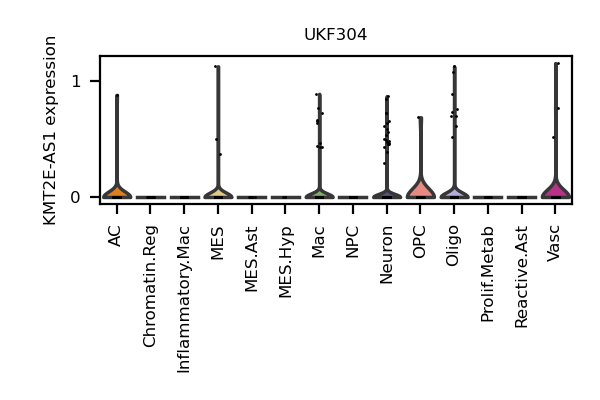 UKF304
KMT2E-AS1 expression
1
0
AC
Chromatin.Reg
Inflammatory.Mac
MES
MES.Ast
MES.Hyp
Mac
NPC
Neuron
OPC
Oligo
Prolif.Metab
Reactive.Ast
Vasc